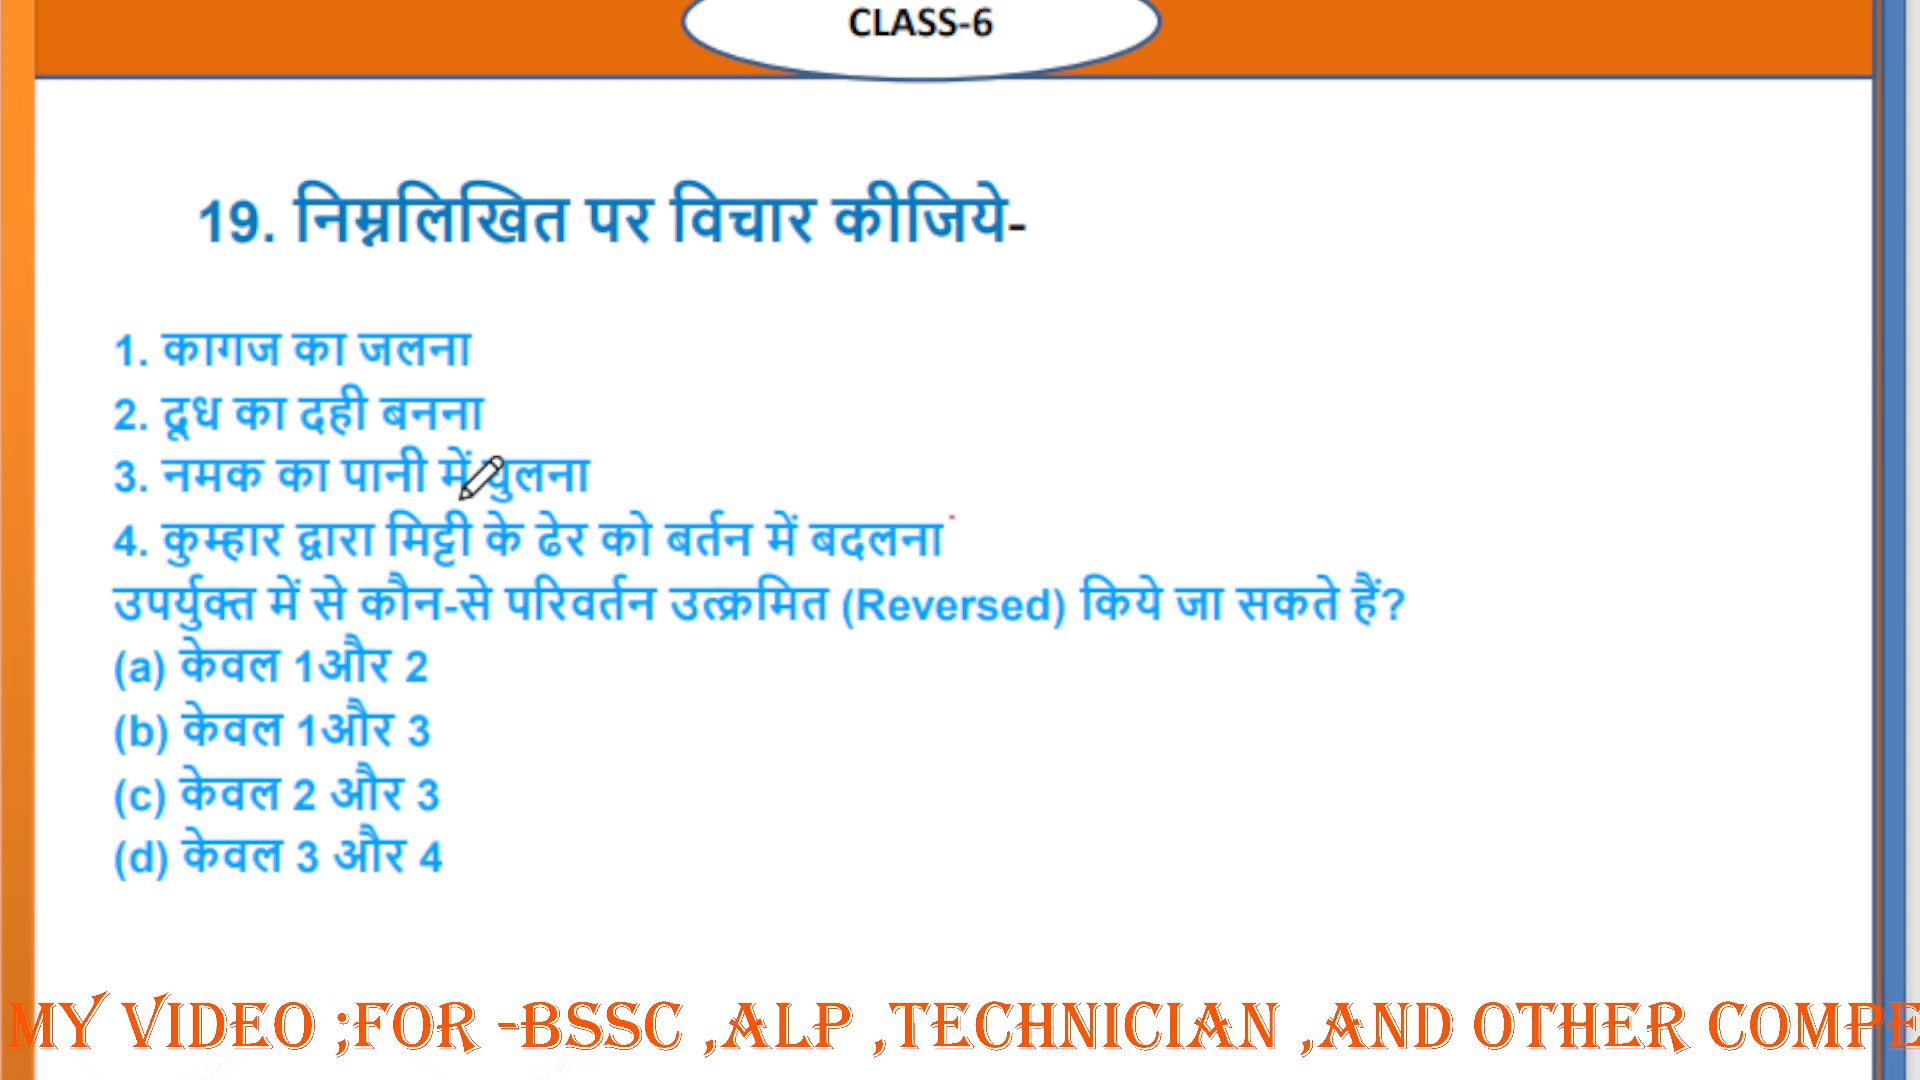 CLASS-6
19. निम्नलिखित पर विचार कीजिये-
1. कागज का जलना
2. दूध का दही बनना
3. नमक का पानी में घुलना
4. कुम्हार द्वारा मिट्टी के ढेर को बर्तन में बदलना
उपर्युक्त में से कौन-से परिवर्तन उत्क्रमित (Reversed) किये जा सकते हैं?
(a) केवल 1और 2
(b) केवल 1और 3
(c) केवल 2 और 3
(d) केवल 3 और 4
MY VIDEO ;FOR -BSSC ,ALP ,TECHNICIAN ,AND OTHER COMPE